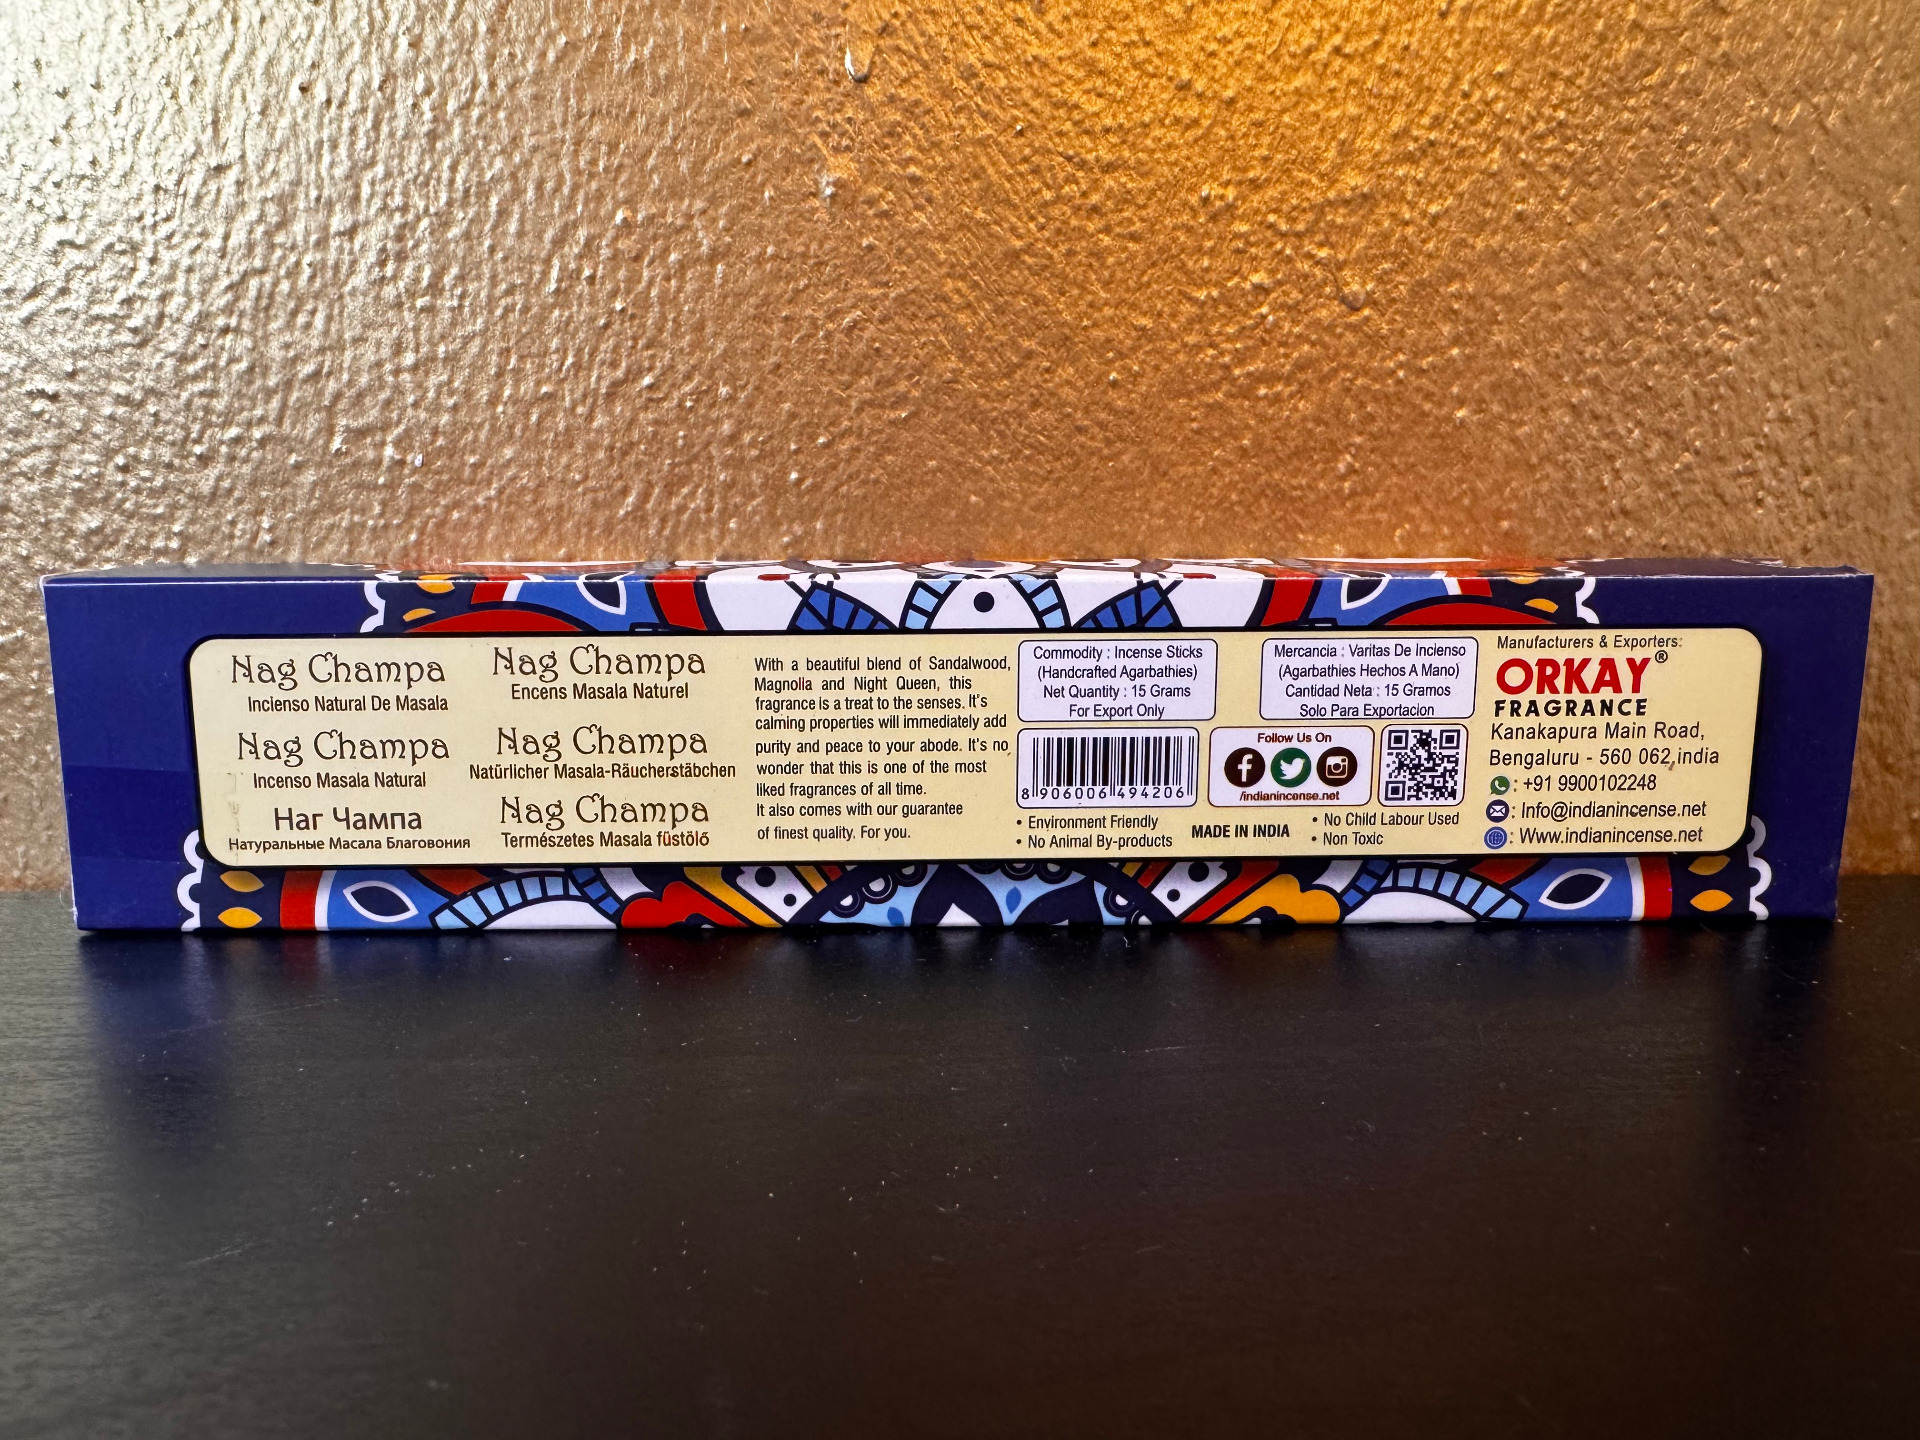 Nag Champa
Incienso Natural De Masala
Nag Champa
Incenso Masala Natural
Наг Чампа
Натуральные Масала Благовония
Nag Champa
Encens Masala Naturel
Nag Champa
Natürlicher Masala-Räucherstäbchen
Nag Champa
Természetes Masala füstölő
With a beautiful blend of Sandalwood,
Magnolla and Night Queen, this
fragrance is a treat to the senses. It's
calming properties will immediately add
purity and peace to your abode. It's no
wonder that this is one of the most
liked fragrances of all time.
It also comes with our guarantee
of finest quality. For you.
Commodity : Incense Sticks
(Handcrafted Agarbathies)
Net Quantity : 15 Grams
For Export Only
Mercancia : Varitas De Incienso
(Agarbathies Hechos A Mano)
Cantidad Neta : 15 Gramos
Solo Para Exportacion
8 906006 494206
Follow Us On
/indianincense.net
• Environment Friendly
• No Animal By-products
MADE IN INDIA
• No Child Labour Used
• Non Toxic
Manufacturers & Exporters:
ORKAY®
FRAGRANCE
Kanakapura Main Road,
Bengaluru - 560 062,india
: +91 9900102248
: Info@indianincense.net
: Www.indianincense.net